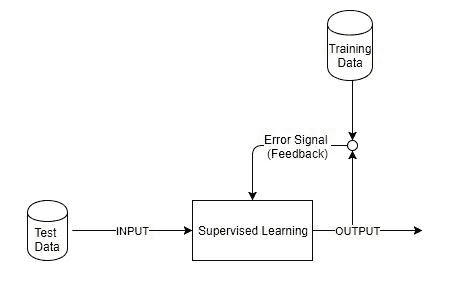 Training
Data
Error Signal
(Feedback)
Test
Data
INPUT
Supervised Learning
OUTPUT